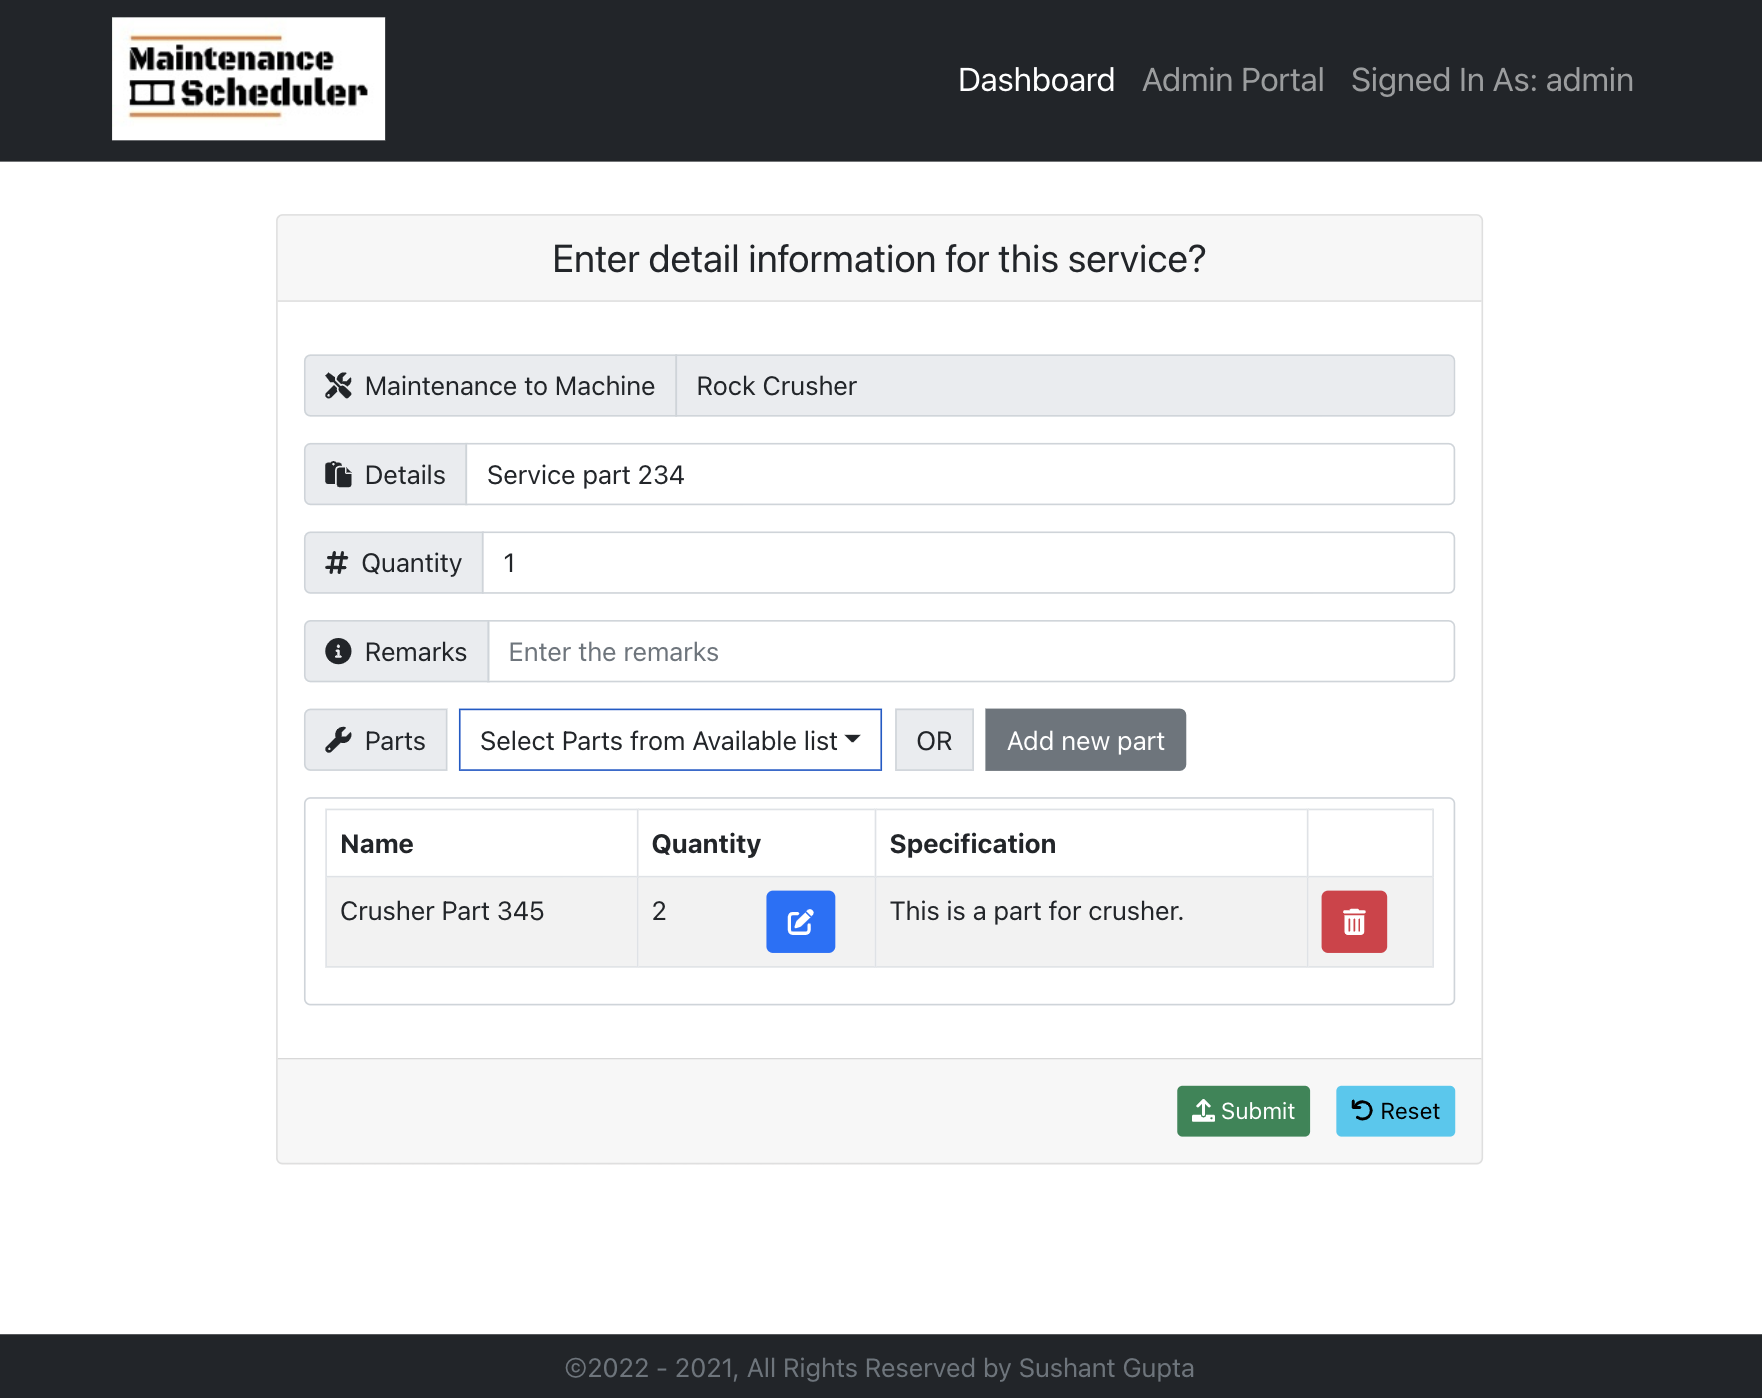 Maintenance
Scheduler
Dashboard Admin Portal Signed In As: admin
Enter detail information for this service?
Maintenance to Machine Rock Crusher
Details Service part 234
# Quantity 1
Remarks Enter the remarks
Parts Select Parts from Available list OR Add new part
Name Quantity Specification
Crusher Part 345 2 This is a part for crusher.
Submit Reset
©2022 - 2021, All Rights Reserved by Sushant Gupta